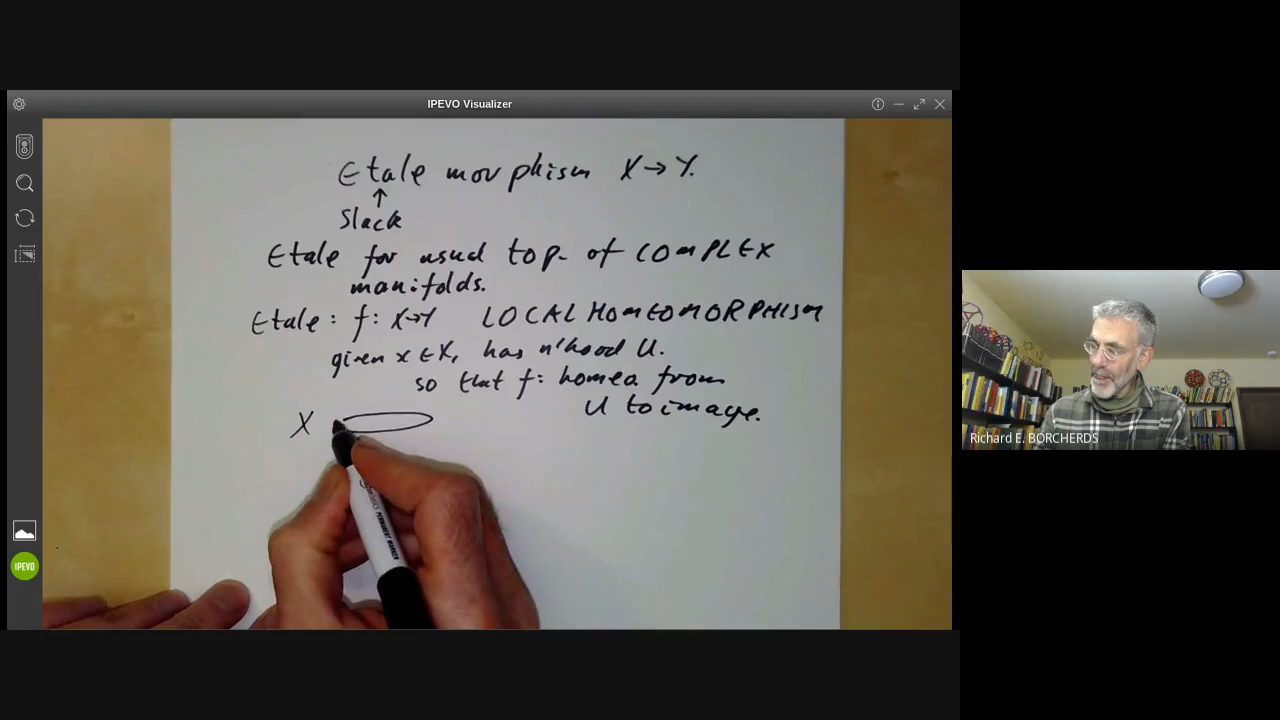 IPEVO Visualizer
Etale morphism X→Y.
↑
Slack
Etale for usual top. of COMPLEX
manifolds.
Etale: f: X→Y LOCAL HOMEOMORPHISM
given x ∈ X, has n'hood U.
so that f: homeo from
U to image.
X
IPEVO
Richard E. BORCHERDS